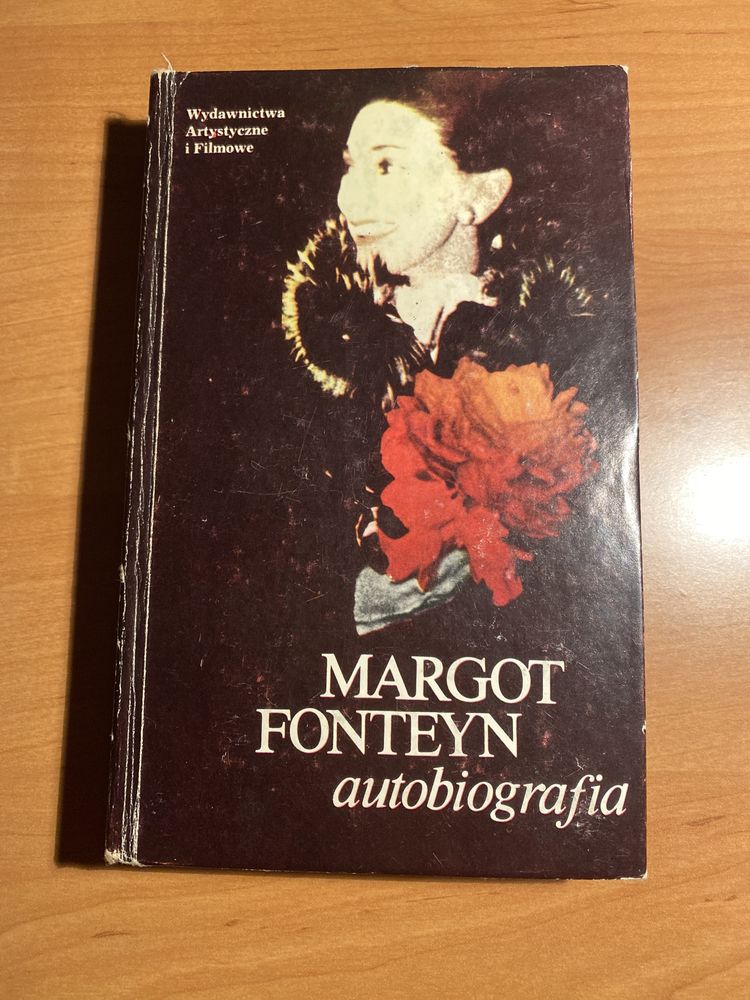 Wydawnictwa
Artystyczne
i Filmowe
MARGOT
FONTEYN
autobiografia